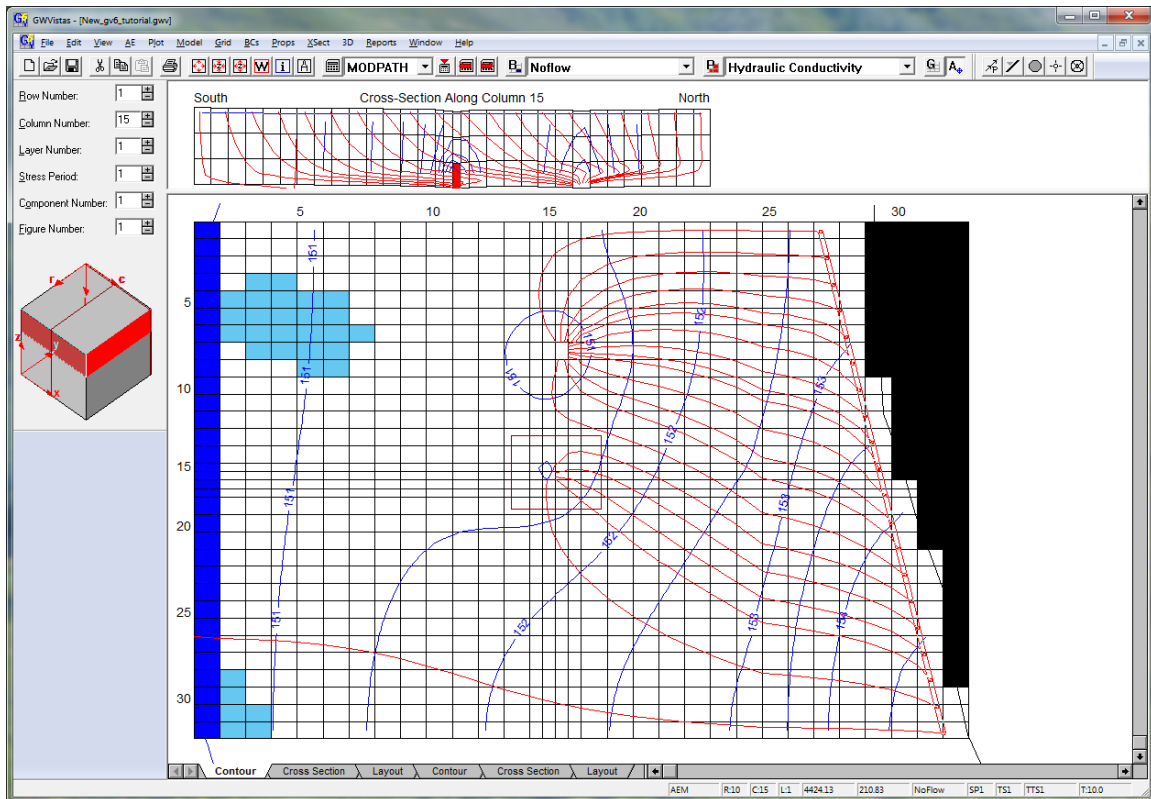 GWVistas - [New_gv6_tutorial.gwv]
File Edit View AE Plot Model Grid BCs Props XSect 3D Reports Window Help
MODPATH Noflow Hydraulic Conductivity
Row Number: 1
Column Number: 15
Layer Number: 1
Stress Period: 1
Component Number: 1
Figure Number: 1
r c
z y
x
South Cross-Section Along Column 15 North
5 10 15 20 25 30
5
10
15
20
25
30
151
151
151
151
151
151
152
152
152
152
153
153
153
154
Contour Cross Section Layout Contour Cross Section Layout
AEM R:10 C:15 L:1 4424.13 210.83 NoFlow SP1 TS1 TTS1 T:10.0